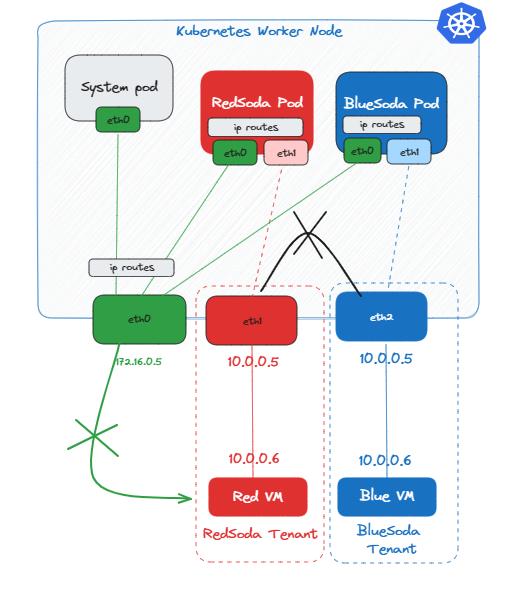 Kubernetes Worker Node
System pod
eth0
RedSoda Pod
ip routes
eth0
eth1
BlueSoda Pod
ip routes
eth0
eth1
ip routes
eth0
eth1
eth2
172.16.0.5
10.0.0.5
10.0.0.5
10.0.0.6
10.0.0.6
Red VM
Blue VM
RedSoda Tenant
BlueSoda
Tenant